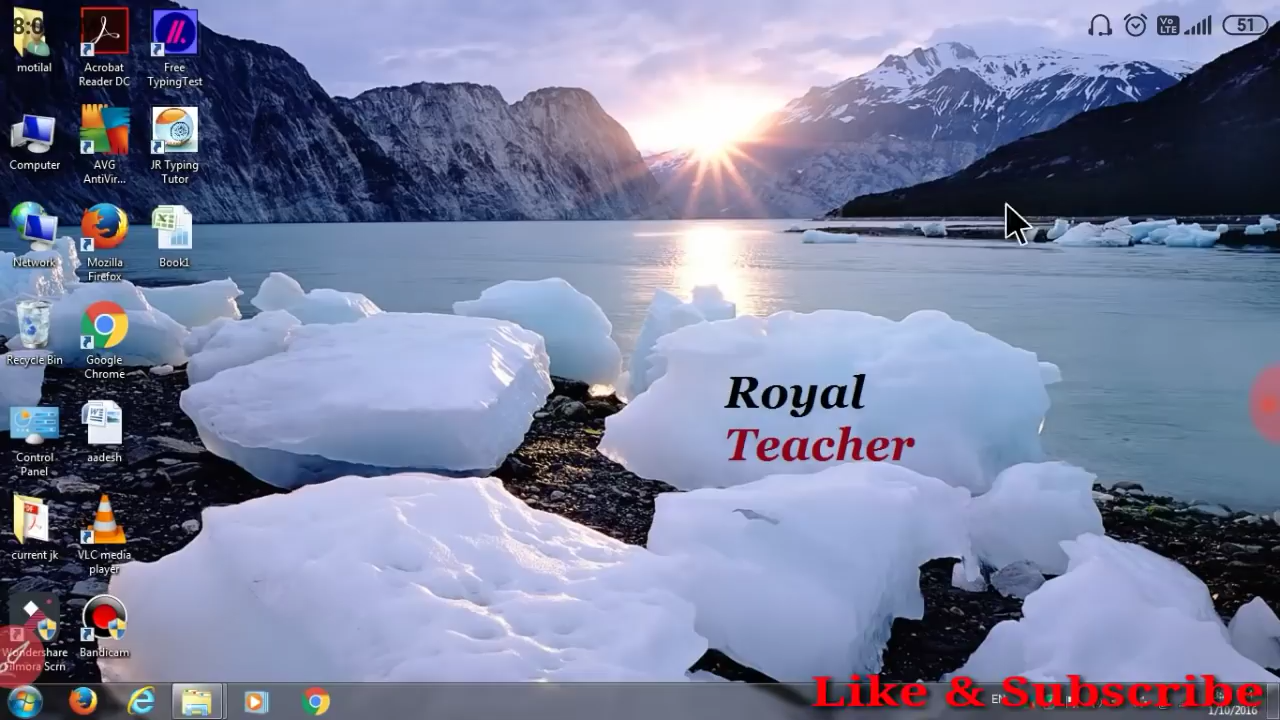 51
motilal
Acrobat
Reader DC
Free
TypingTest
Computer
AVG
AntiVir...
JR Typing
Tutor
Network
Mozilla
Firefox
Book1
Recycle Bin
Google
Chrome
Royal
Teacher
Control
Panel
aadesh
current jk
VLC media
player
Wondershare
Filmora Scrn
Bandicam
Like & Subscribe
EN
1/10/2016